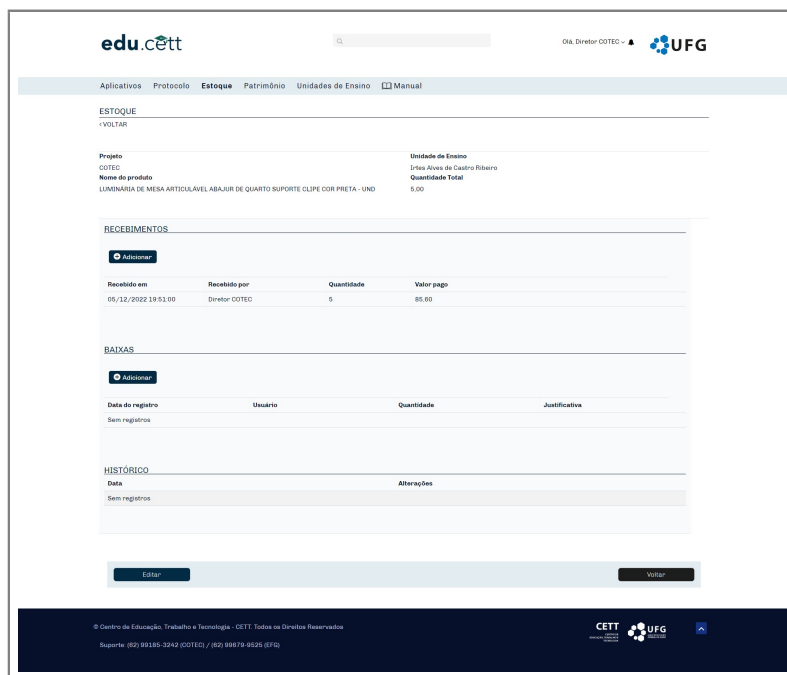 edu.cett
Olá, Diretor COTEC
UFG
Aplicativos Protocolo Estoque Patrimônio Unidades de Ensino Manual
ESTOQUE
‹ VOLTAR
Projeto Unidade de Ensino
COTEC Irtes Alves de Castro Ribeiro
Nome do produto Quantidade Total
LUMINÁRIA DE MESA ARTICULÁVEL ABAJUR DE QUARTO SUPORTE CLIPE COR PRETA - UND 5,00
RECEBIMENTOS
Adicionar
Recebido em Recebido por Quantidade Valor pago
05/12/2022 19:51:00 Diretor COTEC 5 85,60
BAIXAS
Adicionar
Data do registro Usuário Quantidade Justificativa
Sem registros
HISTÓRICO
Data Alterações
Sem registros
Editar Voltar
© Centro de Educação, Trabalho e Tecnologia - CETT. Todos os Direitos Reservados
CETT UFG
Suporte: (62) 99185-3242 (COTEC) / (62) 99679-9525 (EFG)